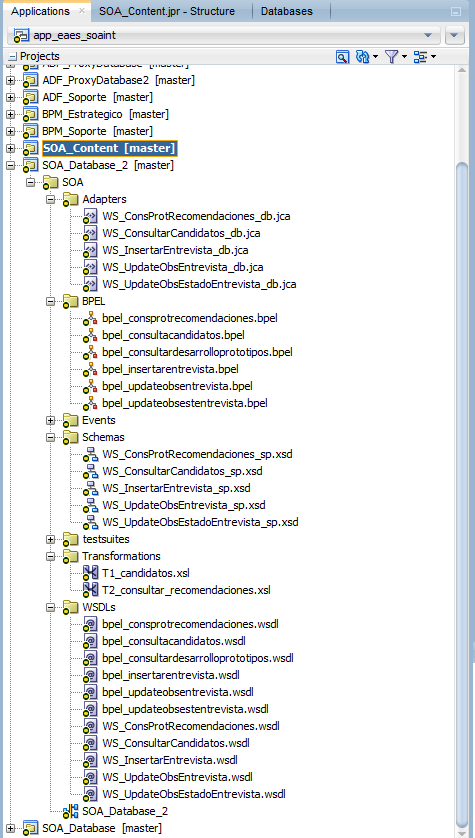 Applications × SOA_Content.jpr - Structure Databases
app_eaes_soaint
Projects
ADF_ProxyDatabase [master]
ADF_ProxyDatabase2 [master]
ADF_Soporte [master]
BPM_Estrategico [master]
BPM_Soporte [master]
SOA_Content [master]
SOA_Database_2 [master]
SOA
Adapters
WS_ConsProtRecomendaciones_db.jca
WS_ConsultarCandidatos_db.jca
WS_InsertarEntrevista_db.jca
WS_UpdateObsEntrevista_db.jca
WS_UpdateObsEstadoEntrevista_db.jca
BPEL
bpel_consprotrecomendaciones.bpel
bpel_consultacandidatos.bpel
bpel_consultardesarrolloprototipos.bpel
bpel_insertarentrevista.bpel
bpel_updateobsentrevista.bpel
bpel_updateobsestentrevista.bpel
Events
Schemas
WS_ConsProtRecomendaciones_sp.xsd
WS_ConsultarCandidatos_sp.xsd
WS_InsertarEntrevista_sp.xsd
WS_UpdateObsEntrevista_sp.xsd
WS_UpdateObsEstadoEntrevista_sp.xsd
testsuites
Transformations
T1_candidatos.xsl
T2_consultar_recomendaciones.xsl
WSDLs
bpel_consprotrecomendaciones.wsdl
bpel_consultacandidatos.wsdl
bpel_consultardesarrolloprototipos.wsdl
bpel_insertarentrevista.wsdl
bpel_updateobsentrevista.wsdl
bpel_updateobsestentrevista.wsdl
WS_ConsProtRecomendaciones.wsdl
WS_ConsultarCandidatos.wsdl
WS_InsertarEntrevista.wsdl
WS_UpdateObsEntrevista.wsdl
WS_UpdateObsEstadoEntrevista.wsdl
SOA_Database_2
SOA_Database [master]